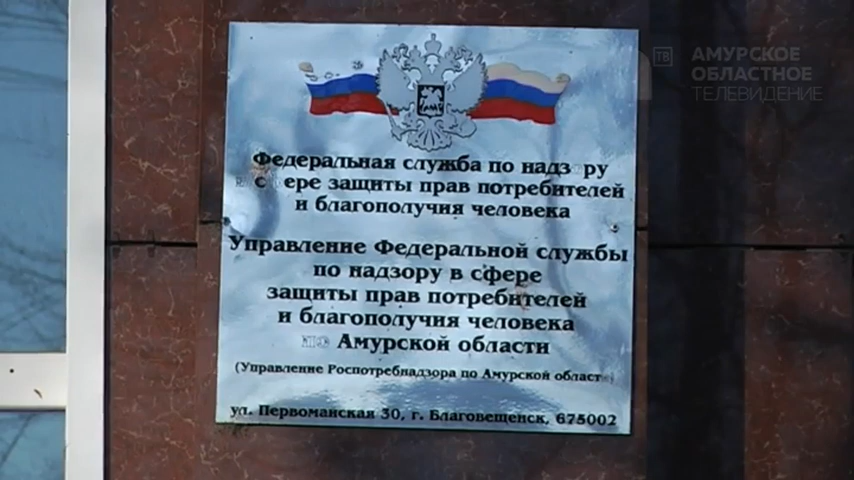 ТВ
АМУРСКОЕ
ОБЛАСТНОЕ
ТЕЛЕВИДЕНИЕ
Федеральная служба по надзору
сфере защиты прав потребителей
и благополучия человека
Управление Федеральной службы
по надзору в сфере
защиты прав потребителей
и благополучия человека
по Амурской области
(Управление Роспотребнадзора по Амурской области)
ул. Первомайская 30, г. Благовещенск, 675002